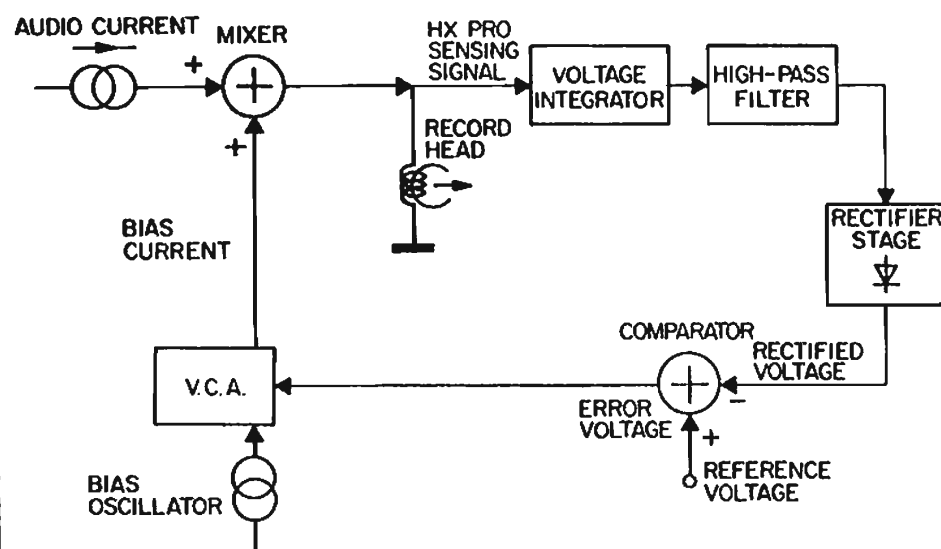 AUDIO CURRENT
MIXER
HX PRO
SENSING
SIGNAL
VOLTAGE
INTEGRATOR
HIGH-PASS
FILTER
RECORD
HEAD
BIAS
CURRENT
RECTIFIER
STAGE
COMPARATOR
RECTIFIED
VOLTAGE
V.C.A.
ERROR
VOLTAGE
REFERENCE
VOLTAGE
BIAS
OSCILLATOR